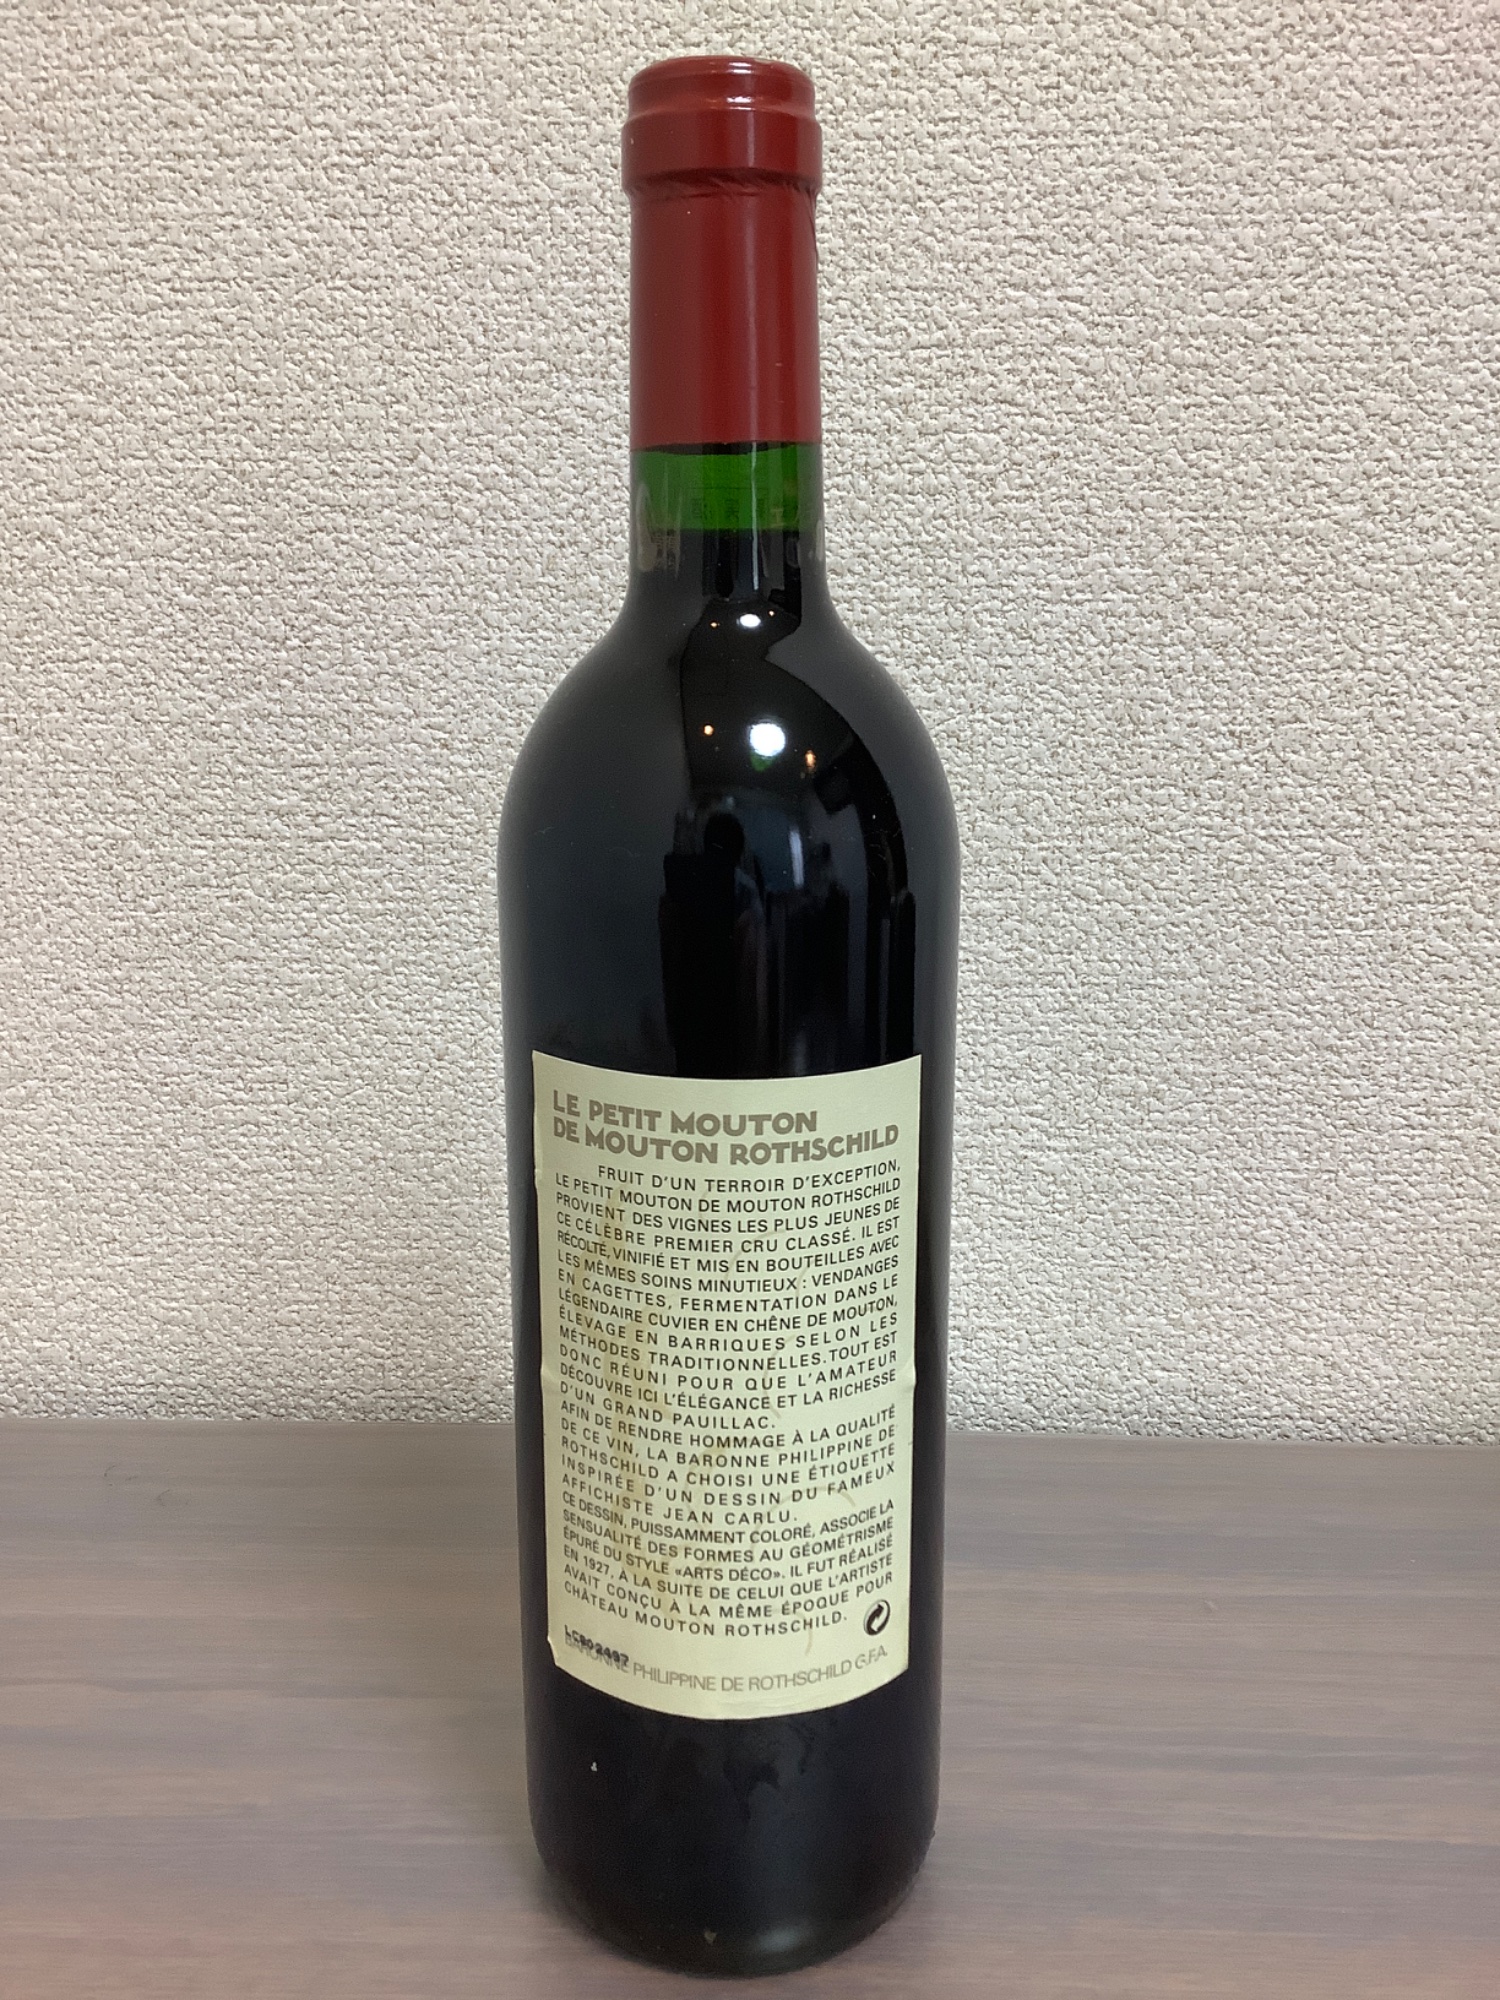 LE PETIT MOUTON
DE MOUTON ROTHSCHILD
FRUIT D'UN TERROIR D'EXCEPTION,
LE PETIT MOUTON DE MOUTON ROTHSCHILD
PROVIENT DES VIGNES LES PLUS JEUNES DE
CE CÉLÈBRE PREMIER CRU CLASSÉ. IL EST
RÉCOLTÉ, VINIFIÉ ET MIS EN BOUTEILLES AVEC
LES MÊMES SOINS MINUTIEUX : VENDANGES
EN CAGETTES, FERMENTATION DANS LE
LÉGENDAIRE CUVIER EN CHÊNE DE MOUTON,
ÉLEVAGE EN BARRIQUES SELON LES
MÉTHODES TRADITIONNELLES. TOUT EST
DONC RÉUNI POUR QUE L'AMATEUR
DÉCOUVRE ICI L'ÉLÉGANCE ET LA RICHESSE
D'UN GRAND PAUILLAC.
AFIN DE RENDRE HOMMAGE À LA QUALITÉ
DE CE VIN, LA BARONNE PHILIPPINE DE
ROTHSCHILD A CHOISI UNE ÉTIQUETTE
INSPIRÉE D'UN DESSIN DU FAMEUX
AFFICHISTE JEAN CARLU.
CE DESSIN, PUISSAMMENT COLORÉ, ASSOCIE LA
SENSUALITÉ DES FORMES AU GÉOMÉTRISME
ÉPURÉ DU STYLE «ARTS DÉCO». IL FUT RÉALISÉ
EN 1927, À LA SUITE DE CELUI QUE L'ARTISTE
AVAIT CONÇU À LA MÊME ÉPOQUE POUR
CHÂTEAU MOUTON ROTHSCHILD.
BARONNE PHILIPPINE DE ROTHSCHILD G.F.A.